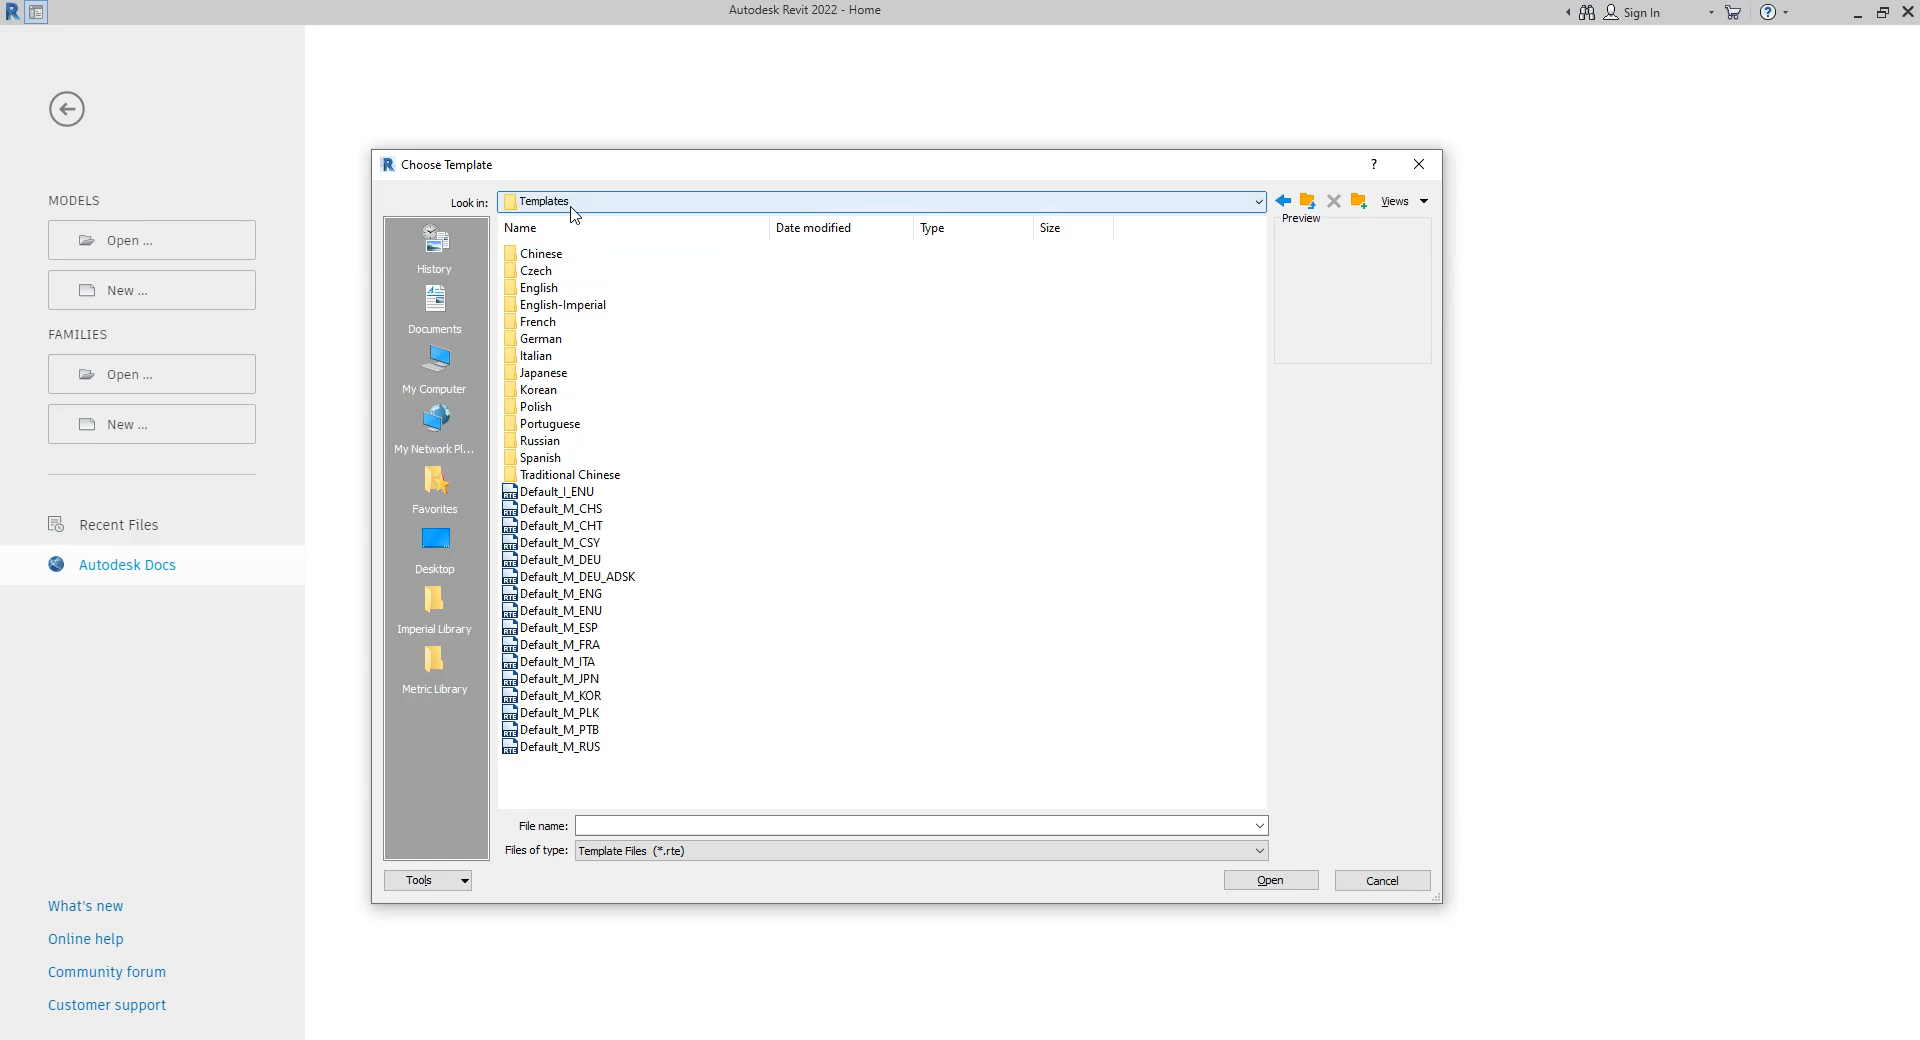 Autodesk Revit 2022 - Home
Sign In
MODELS
Open ...
New ...
FAMILIES
Open ...
New ...
Recent Files
Autodesk Docs
What's new
Online help
Community forum
Customer support
Choose Template
Look in:
Templates
Views
History
Documents
My Computer
My Network Pl...
Favorites
Desktop
Imperial Library
Metric Library
Name Date modified Type Size
Chinese
Czech
English
English-Imperial
French
German
Italian
Japanese
Korean
Polish
Portuguese
Russian
Spanish
Traditional Chinese
Default_I_ENU
Default_M_CHS
Default_M_CHT
Default_M_CSY
Default_M_DEU
Default_M_DEU_ADSK
Default_M_ENG
Default_M_ENU
Default_M_ESP
Default_M_FRA
Default_M_ITA
Default_M_JPN
Default_M_KOR
Default_M_PLK
Default_M_PTB
Default_M_RUS
Preview
File name:
Files of type: Template Files (*.rte)
Tools
Open
Cancel